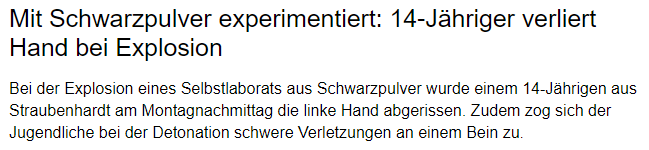 Mit Schwarzpulver experimentiert: 14-Jähriger verliert
Hand bei Explosion
Bei der Explosion eines Selbstlaborats aus Schwarzpulver wurde einem 14-Jährigen aus
Straubenhardt am Montagnachmittag die linke Hand abgerissen. Zudem zog sich der
Jugendliche bei der Detonation schwere Verletzungen an einem Bein zu.